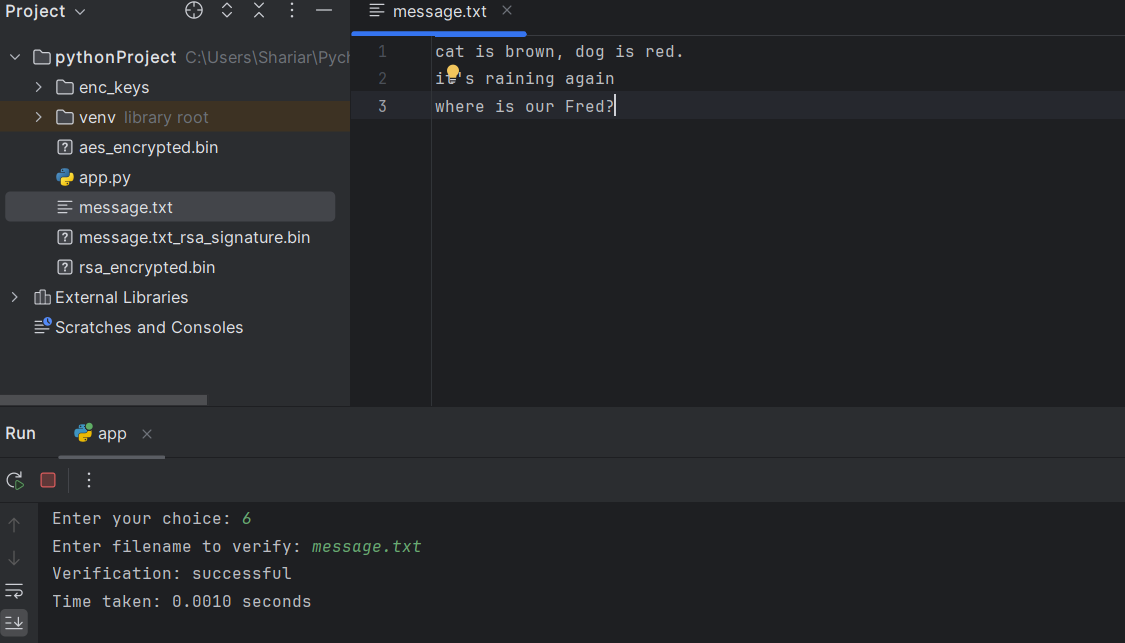 Project
message.txt
pythonProject C:\Users\Shariar\Pych
enc_keys
venv library root
aes_encrypted.bin
app.py
message.txt
message.txt_rsa_signature.bin
rsa_encrypted.bin
External Libraries
Scratches and Consoles
1 cat is brown, dog is red.
2 it's raining again
3 where is our Fred?
Run app
Enter your choice: 6
Enter filename to verify: message.txt
Verification: successful
Time taken: 0.0010 seconds